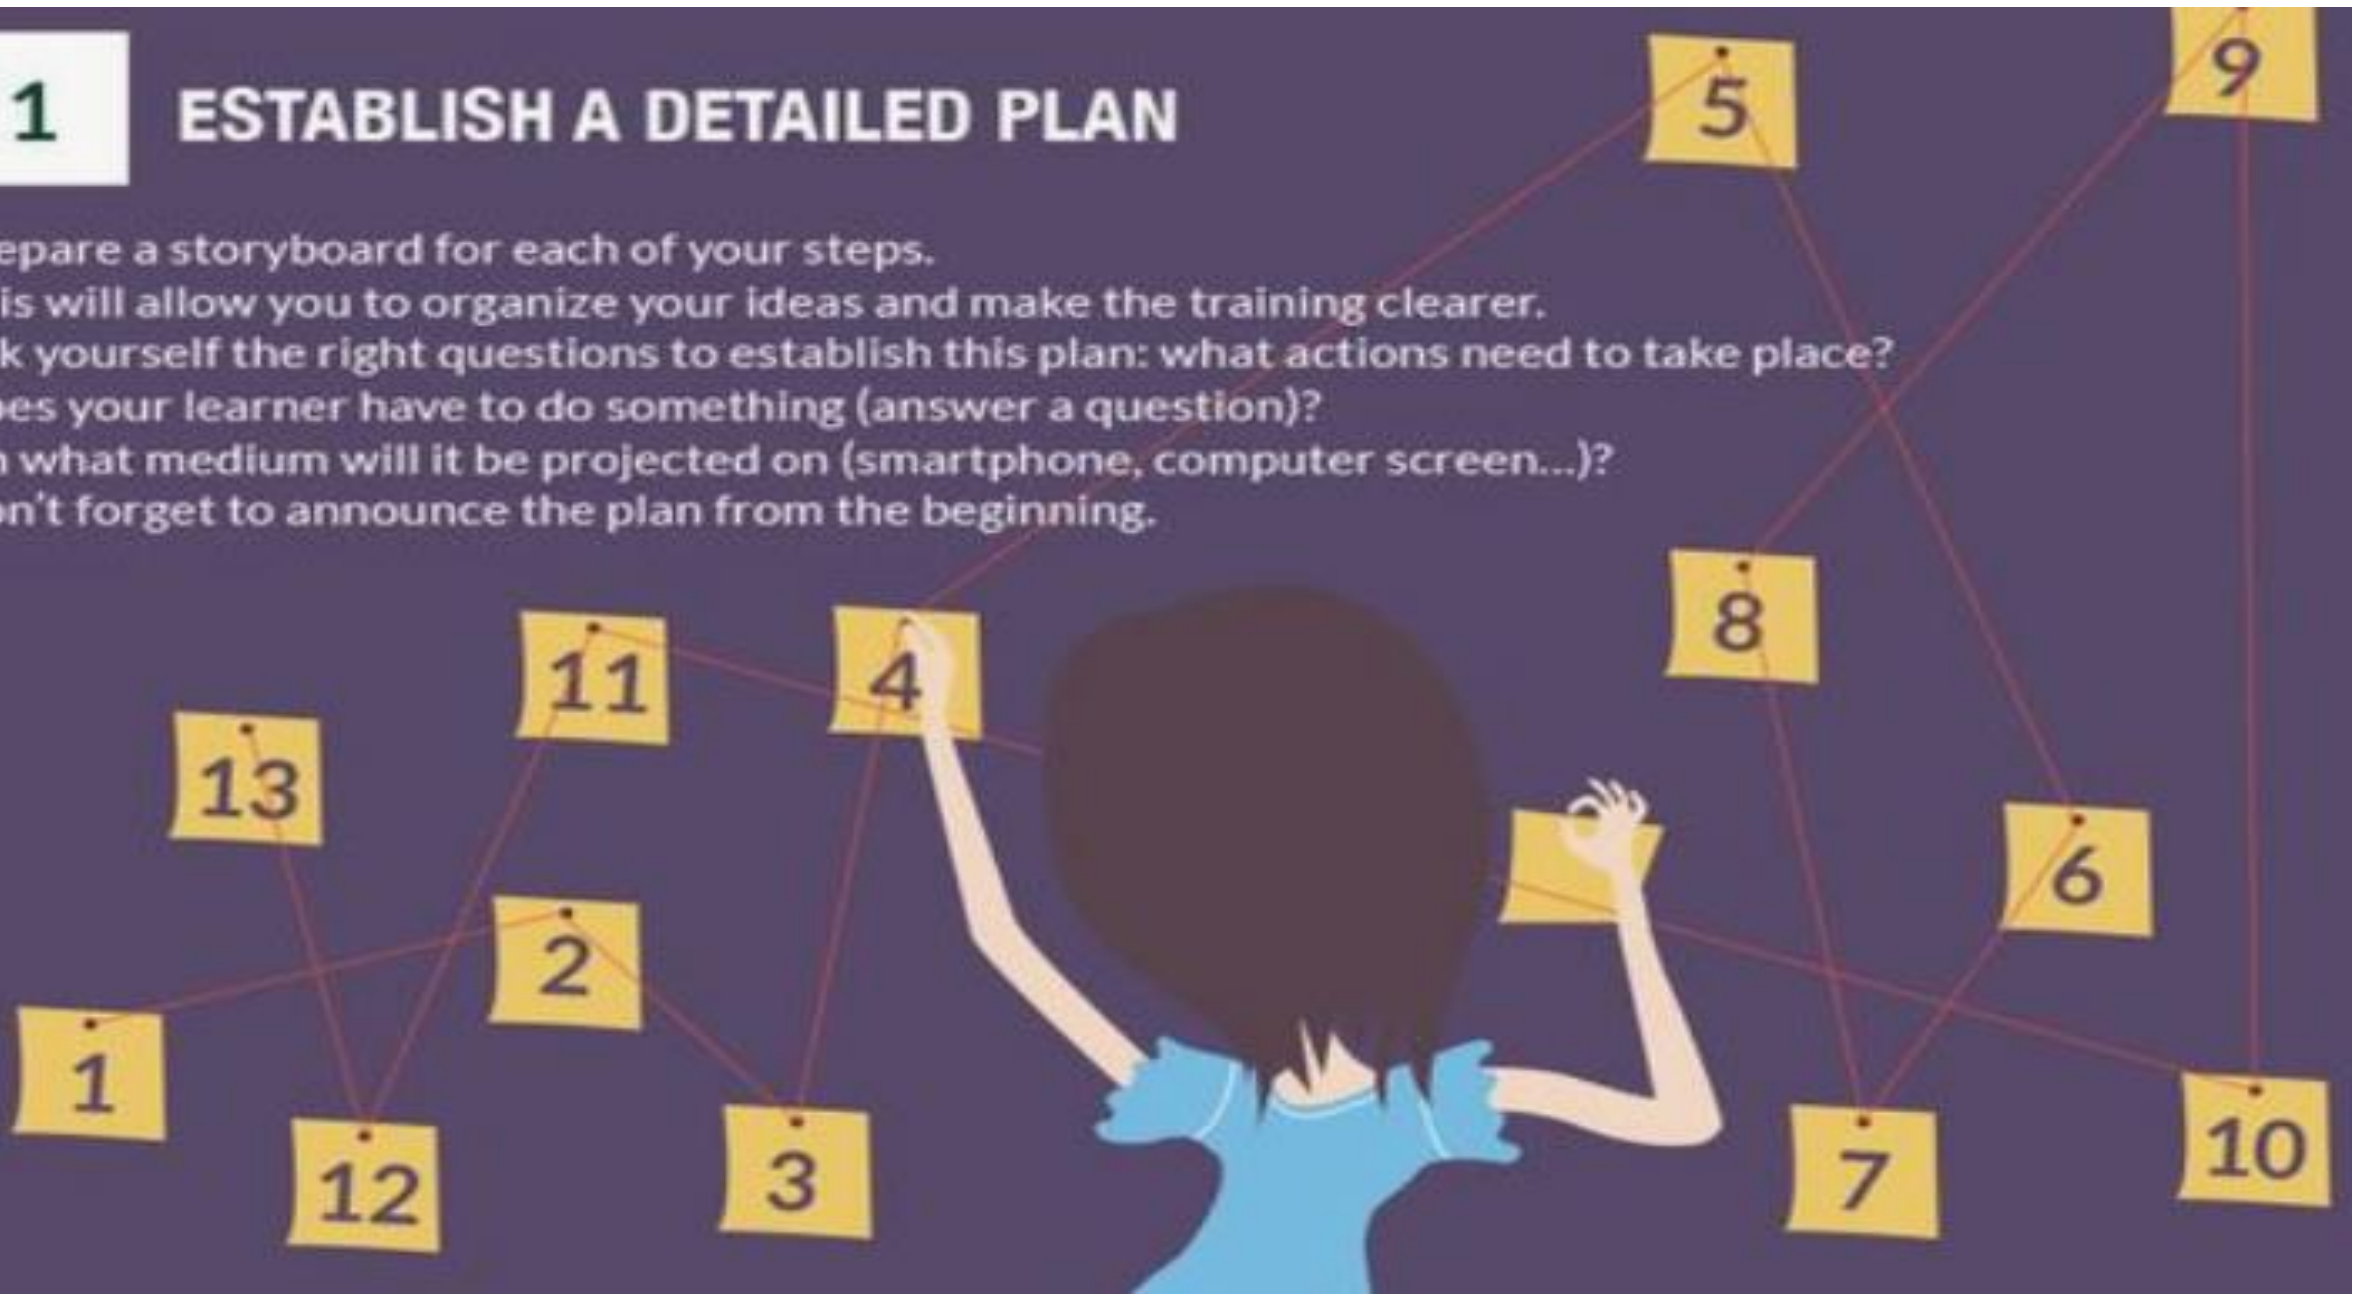 1
ESTABLISH A DETAILED PLAN
epare a storyboard for each of your steps.
is will allow you to organize your ideas and make the training clearer.
k yourself the right questions to establish this plan: what actions need to take place?
es your learner have to do something (answer a question)?
what medium will it be projected on (smartphone, computer screen...)?
n't forget to announce the plan from the beginning.
5
9
8
11
4
13
6
2
1
12
3
7
10